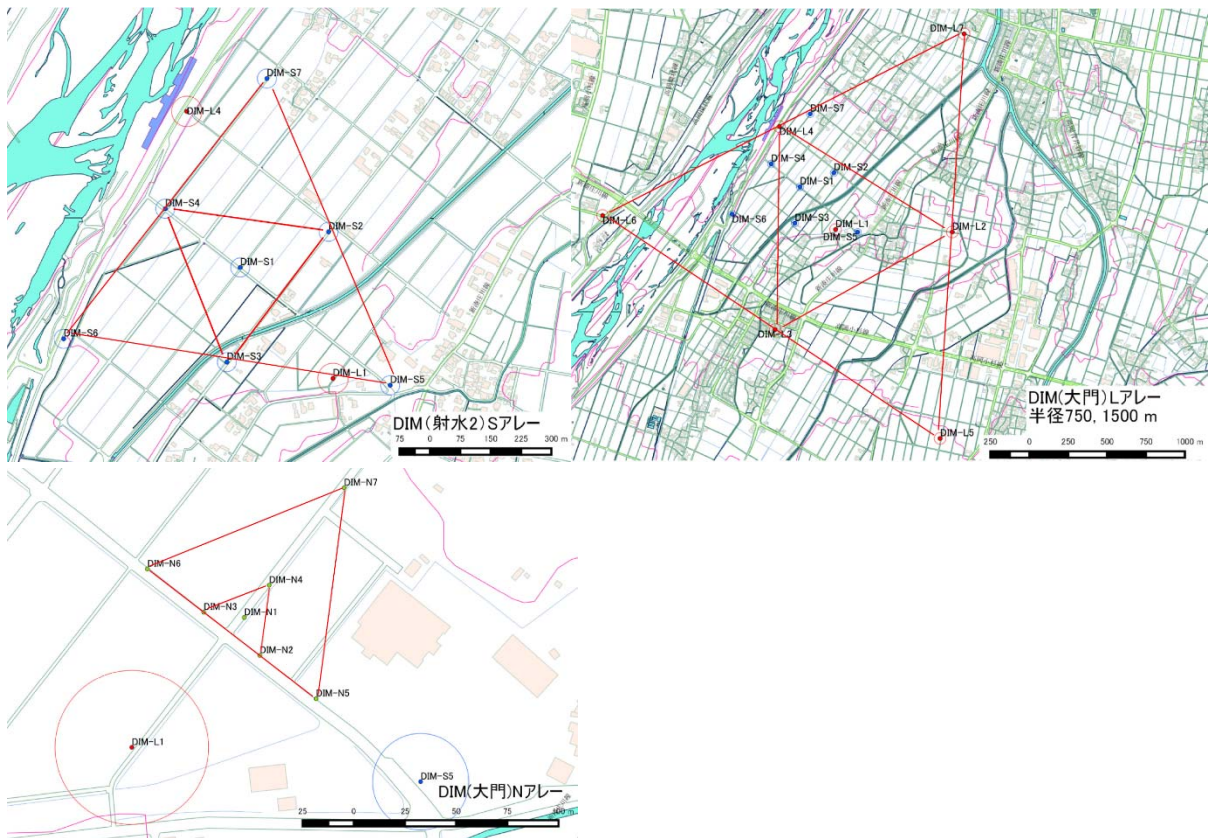 DIM-S7
DIM-L4
DIM-S4
DIM-S2
DIM-S1
DIM-S6
DIM-S3
DIM-L1
DIM-S5
DIM(射水2)Sアレー
75 0 75 150 225 300 m
DIM-L7
DIM-S7
DIM-L4
DIM-S4
DIM-S2
DIM-S1
DIM-L6
DIM-S6
DIM-S3
DIM-L1
DIM-S5
DIM-L2
DIM-L3
DIM-L5
DIM(大門)Lアレー
半径750, 1500 m
250 0 250 500 750 1000 m
DIM-N7
DIM-N6
DIM-N4
DIM-N3
DIM-N1
DIM-N2
DIM-N5
DIM-L1
DIM-S5
DIM(大門)Nアレー
25 0 25 50 75 100 m